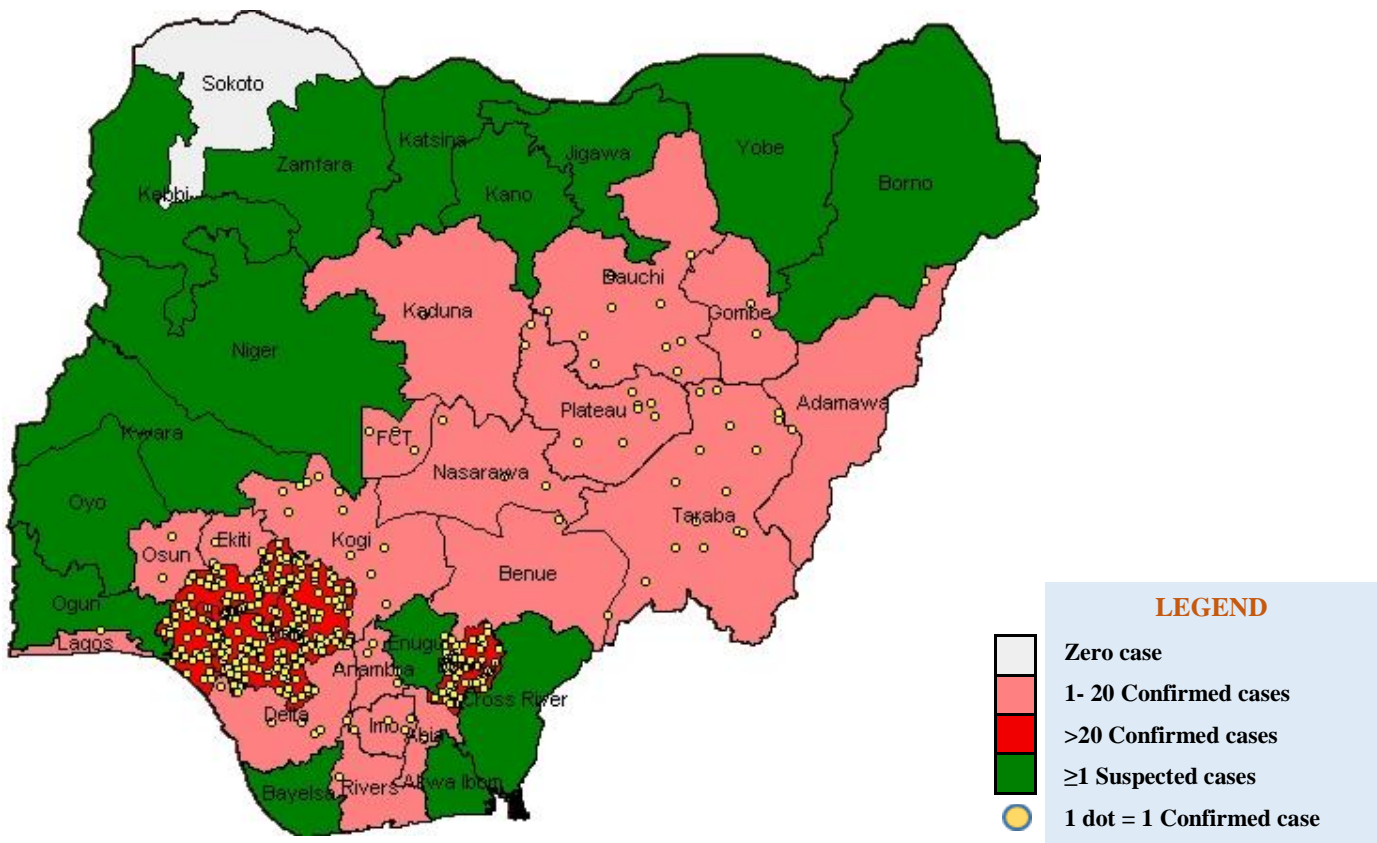 Sokoto
Katsina
Zamfara
Jigawa
Yobe
Kebbi
Kano
Borno
Bauchi
Kaduna
Gombe
Niger
Adamawa
Plateau
Kwara
FCT
Nasarawa
Oyo
Taraba
Osun
Ekiti
Kogi
Benue
Ogun
Lagos
Enugu
Anambra
Cross River
Delta
Imo
Abia
Bayelsa
Rivers
Akwa Ibom
LEGEND
Zero case
1- 20 Confirmed cases
>20 Confirmed cases
≥1 Suspected cases
1 dot = 1 Confirmed case